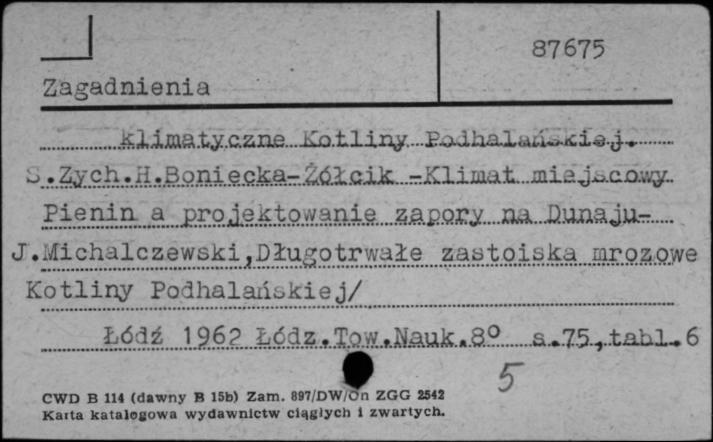 87675
Zagadnienia
klimatyczne Kotliny Podhalańskiej.
S.Zych.H.Boniecka-Żółcik -Klimat miejscowy
Pienin a projektowanie zapory na Dunaju-
J.Michalczewski,Długotrwałe zastoiska mrozowe
Kotliny Podhalańskiej/
Łódź 1962 Łódz.Tow.Nauk.8° s.75,tabl.6
5
CWD B 114 (dawny B 15b) Zam. 897/DW/On ZGG 2542
Karta katalogowa wydawnictw ciągłych i zwartych.